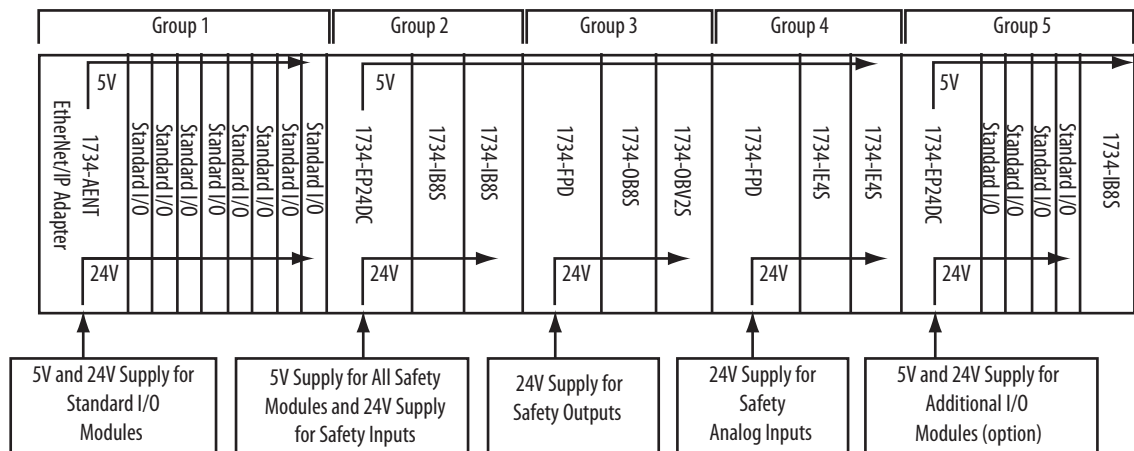 Group 1
Group 2
Group 3
Group 4
Group 5
5V
5V
5V
EtherNet/IP Adapter
1734-AENT
Standard I/O
Standard I/O
Standard I/O
Standard I/O
Standard I/O
Standard I/O
Standard I/O
Standard I/O
1734-EP24DC
1734-IB8S
1734-IB8S
1734-FPD
1734-OB8S
1734-OBV2S
1734-FPD
1734-IE4S
1734-IE4S
1734-EP24DC
Standard I/O
Standard I/O
Standard I/O
Standard I/O
1734-IB8S
24V
24V
24V
24V
24V
5V and 24V Supply for
Standard I/O
Modules
5V Supply for All Safety
Modules and 24V Supply
for Safety Inputs
24V Supply for
Safety Outputs
24V Supply for
Safety
Analog Inputs
5V and 24V Supply for
Additional I/O
Modules (option)